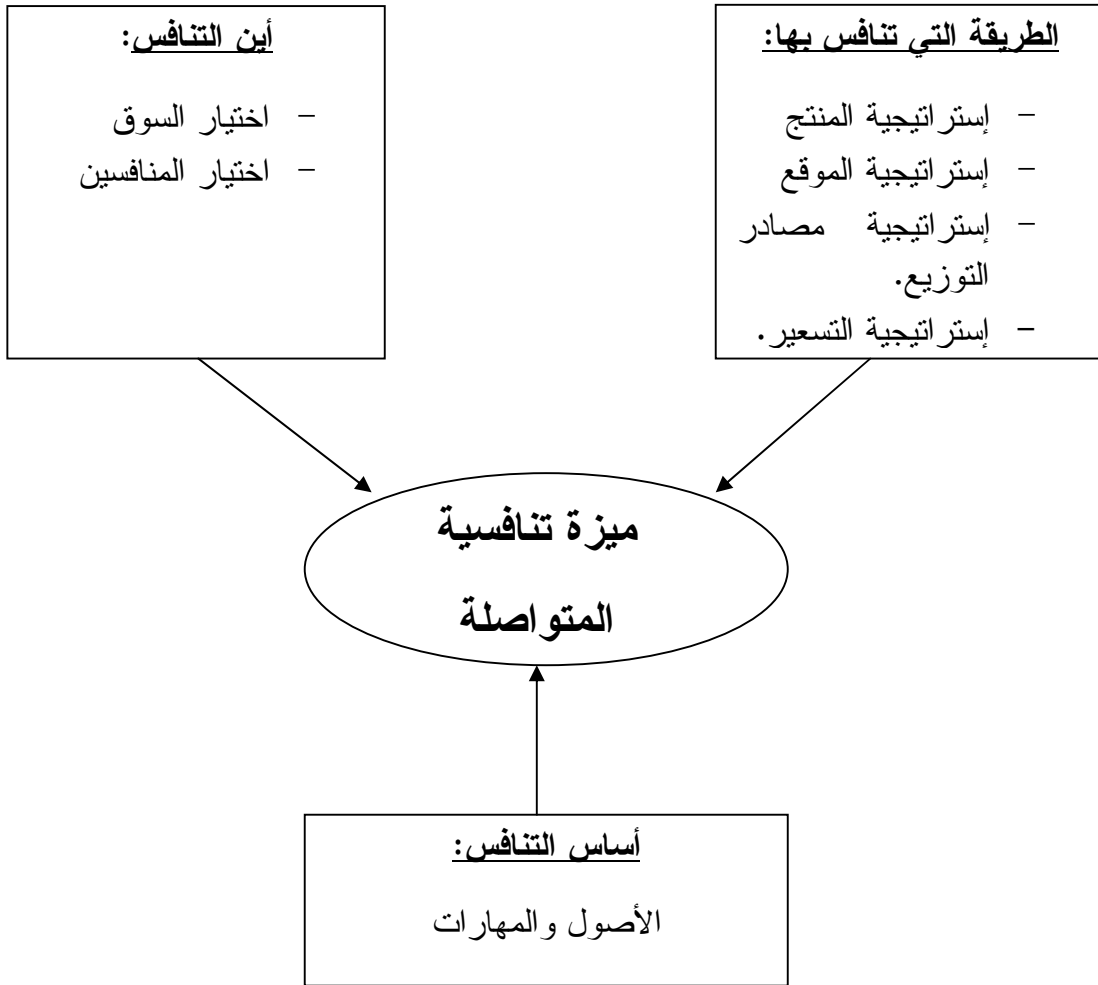 الطريقة التي تنافس بها:
- إستراتيجية المنتج
- إستراتيجية الموقع
- إستراتيجية مصادر
التوزيع.
- إستراتيجية التسعير.
أين التنافس:
- اختيار السوق
- اختيار المنافسين
ميزة تنافسية
المتواصلة
أساس التنافس:
الأصول والمهارات